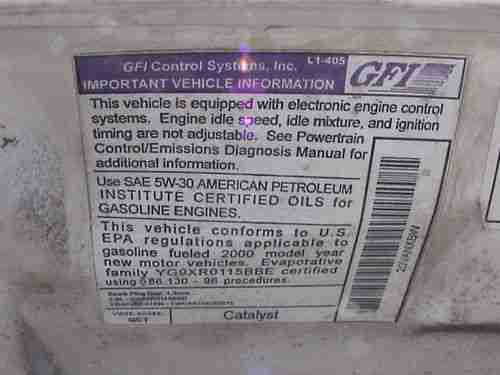 GFI Control Systems, Inc.
L1-405
GFI
IMPORTANT VEHICLE INFORMATION
This vehicle is equipped with electronic engine control
systems. Engine idle speed, idle mixture, and ignition
timing are not adjustable. See Powertrain
Control/Emissions Diagnosis Manual for
additional information.
Use SAE 5W-30 AMERICAN PETROLEUM
INSTITUTE CERTIFIED OILS for
GASOLINE ENGINES.
This vehicle conforms to U.S.
EPA regulations applicable to
gasoline fueled 2000 model year
new motor vehicles. Evaporative
family YG9XR0115BBE certified
using §86.130 - 96 procedures.
Spark Plug Gap:
Catalyst